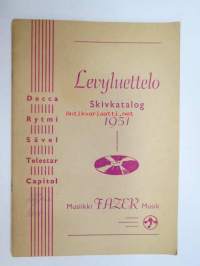 Levyluettelo
Skivkatalog
1951
Decca
Rytmi
Sävel
Telestar
Capitol
Musiikki FAZER Musik